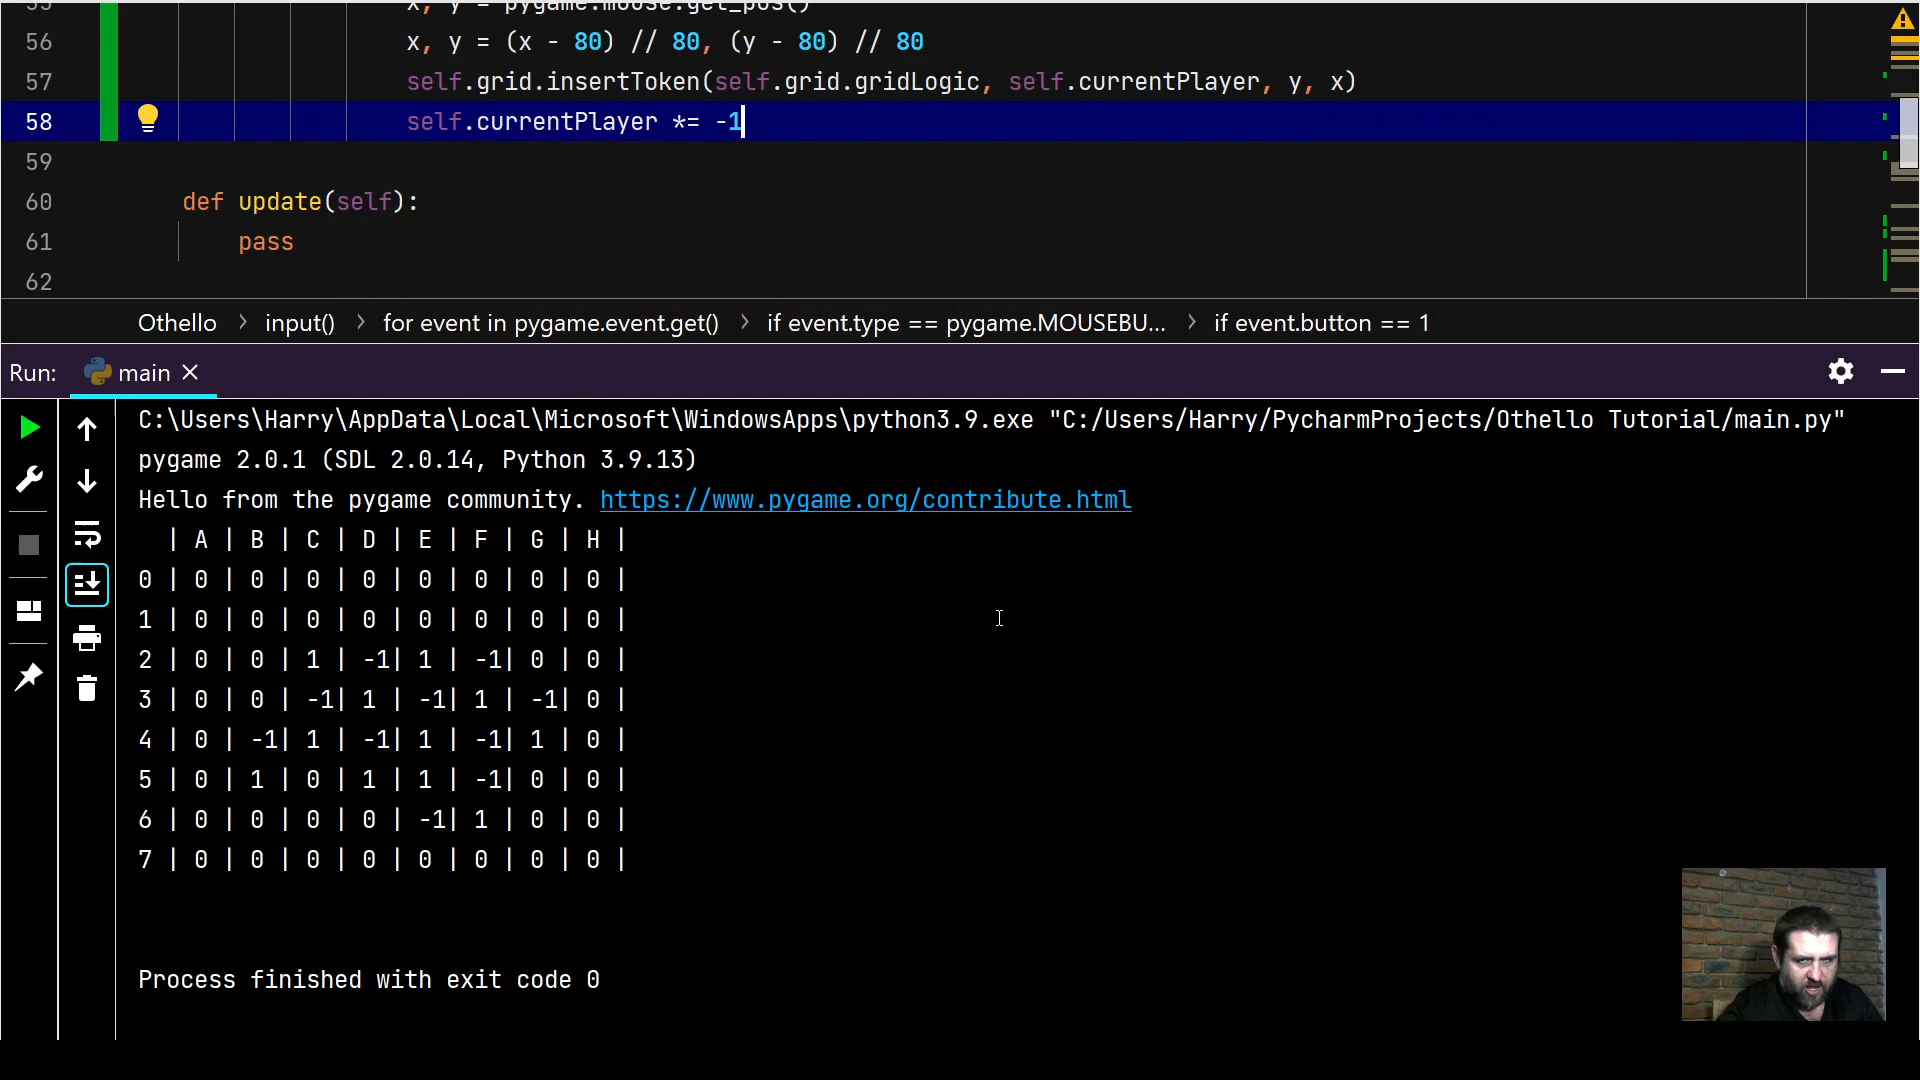 55 x, y = pygame.mouse.get_pos()
56 x, y = (x - 80) // 80, (y - 80) // 80
57 self.grid.insertToken(self.grid.gridLogic, self.currentPlayer, y, x)
58 self.currentPlayer *= -1
59
60 def update(self):
61 pass
62
Othello > input() > for event in pygame.event.get() > if event.type == pygame.MOUSEBU... > if event.button == 1
Run: main
C:\Users\Harry\AppData\Local\Microsoft\WindowsApps\python3.9.exe "C:/Users/Harry/PycharmProjects/Othello Tutorial/main.py"
pygame 2.0.1 (SDL 2.0.14, Python 3.9.13)
Hello from the pygame community. https://www.pygame.org/contribute.html
| A | B | C | D | E | F | G | H |
0 | 0 | 0 | 0 | 0 | 0 | 0 | 0 | 0 |
1 | 0 | 0 | 0 | 0 | 0 | 0 | 0 | 0 |
2 | 0 | 0 | 1 | -1| 1 | -1| 0 | 0 |
3 | 0 | 0 | -1| 1 | -1| 1 | -1| 0 |
4 | 0 | -1| 1 | -1| 1 | -1| 1 | 0 |
5 | 0 | 1 | 0 | 1 | 1 | -1| 0 | 0 |
6 | 0 | 0 | 0 | 0 | -1| 1 | 0 | 0 |
7 | 0 | 0 | 0 | 0 | 0 | 0 | 0 | 0 |
Process finished with exit code 0